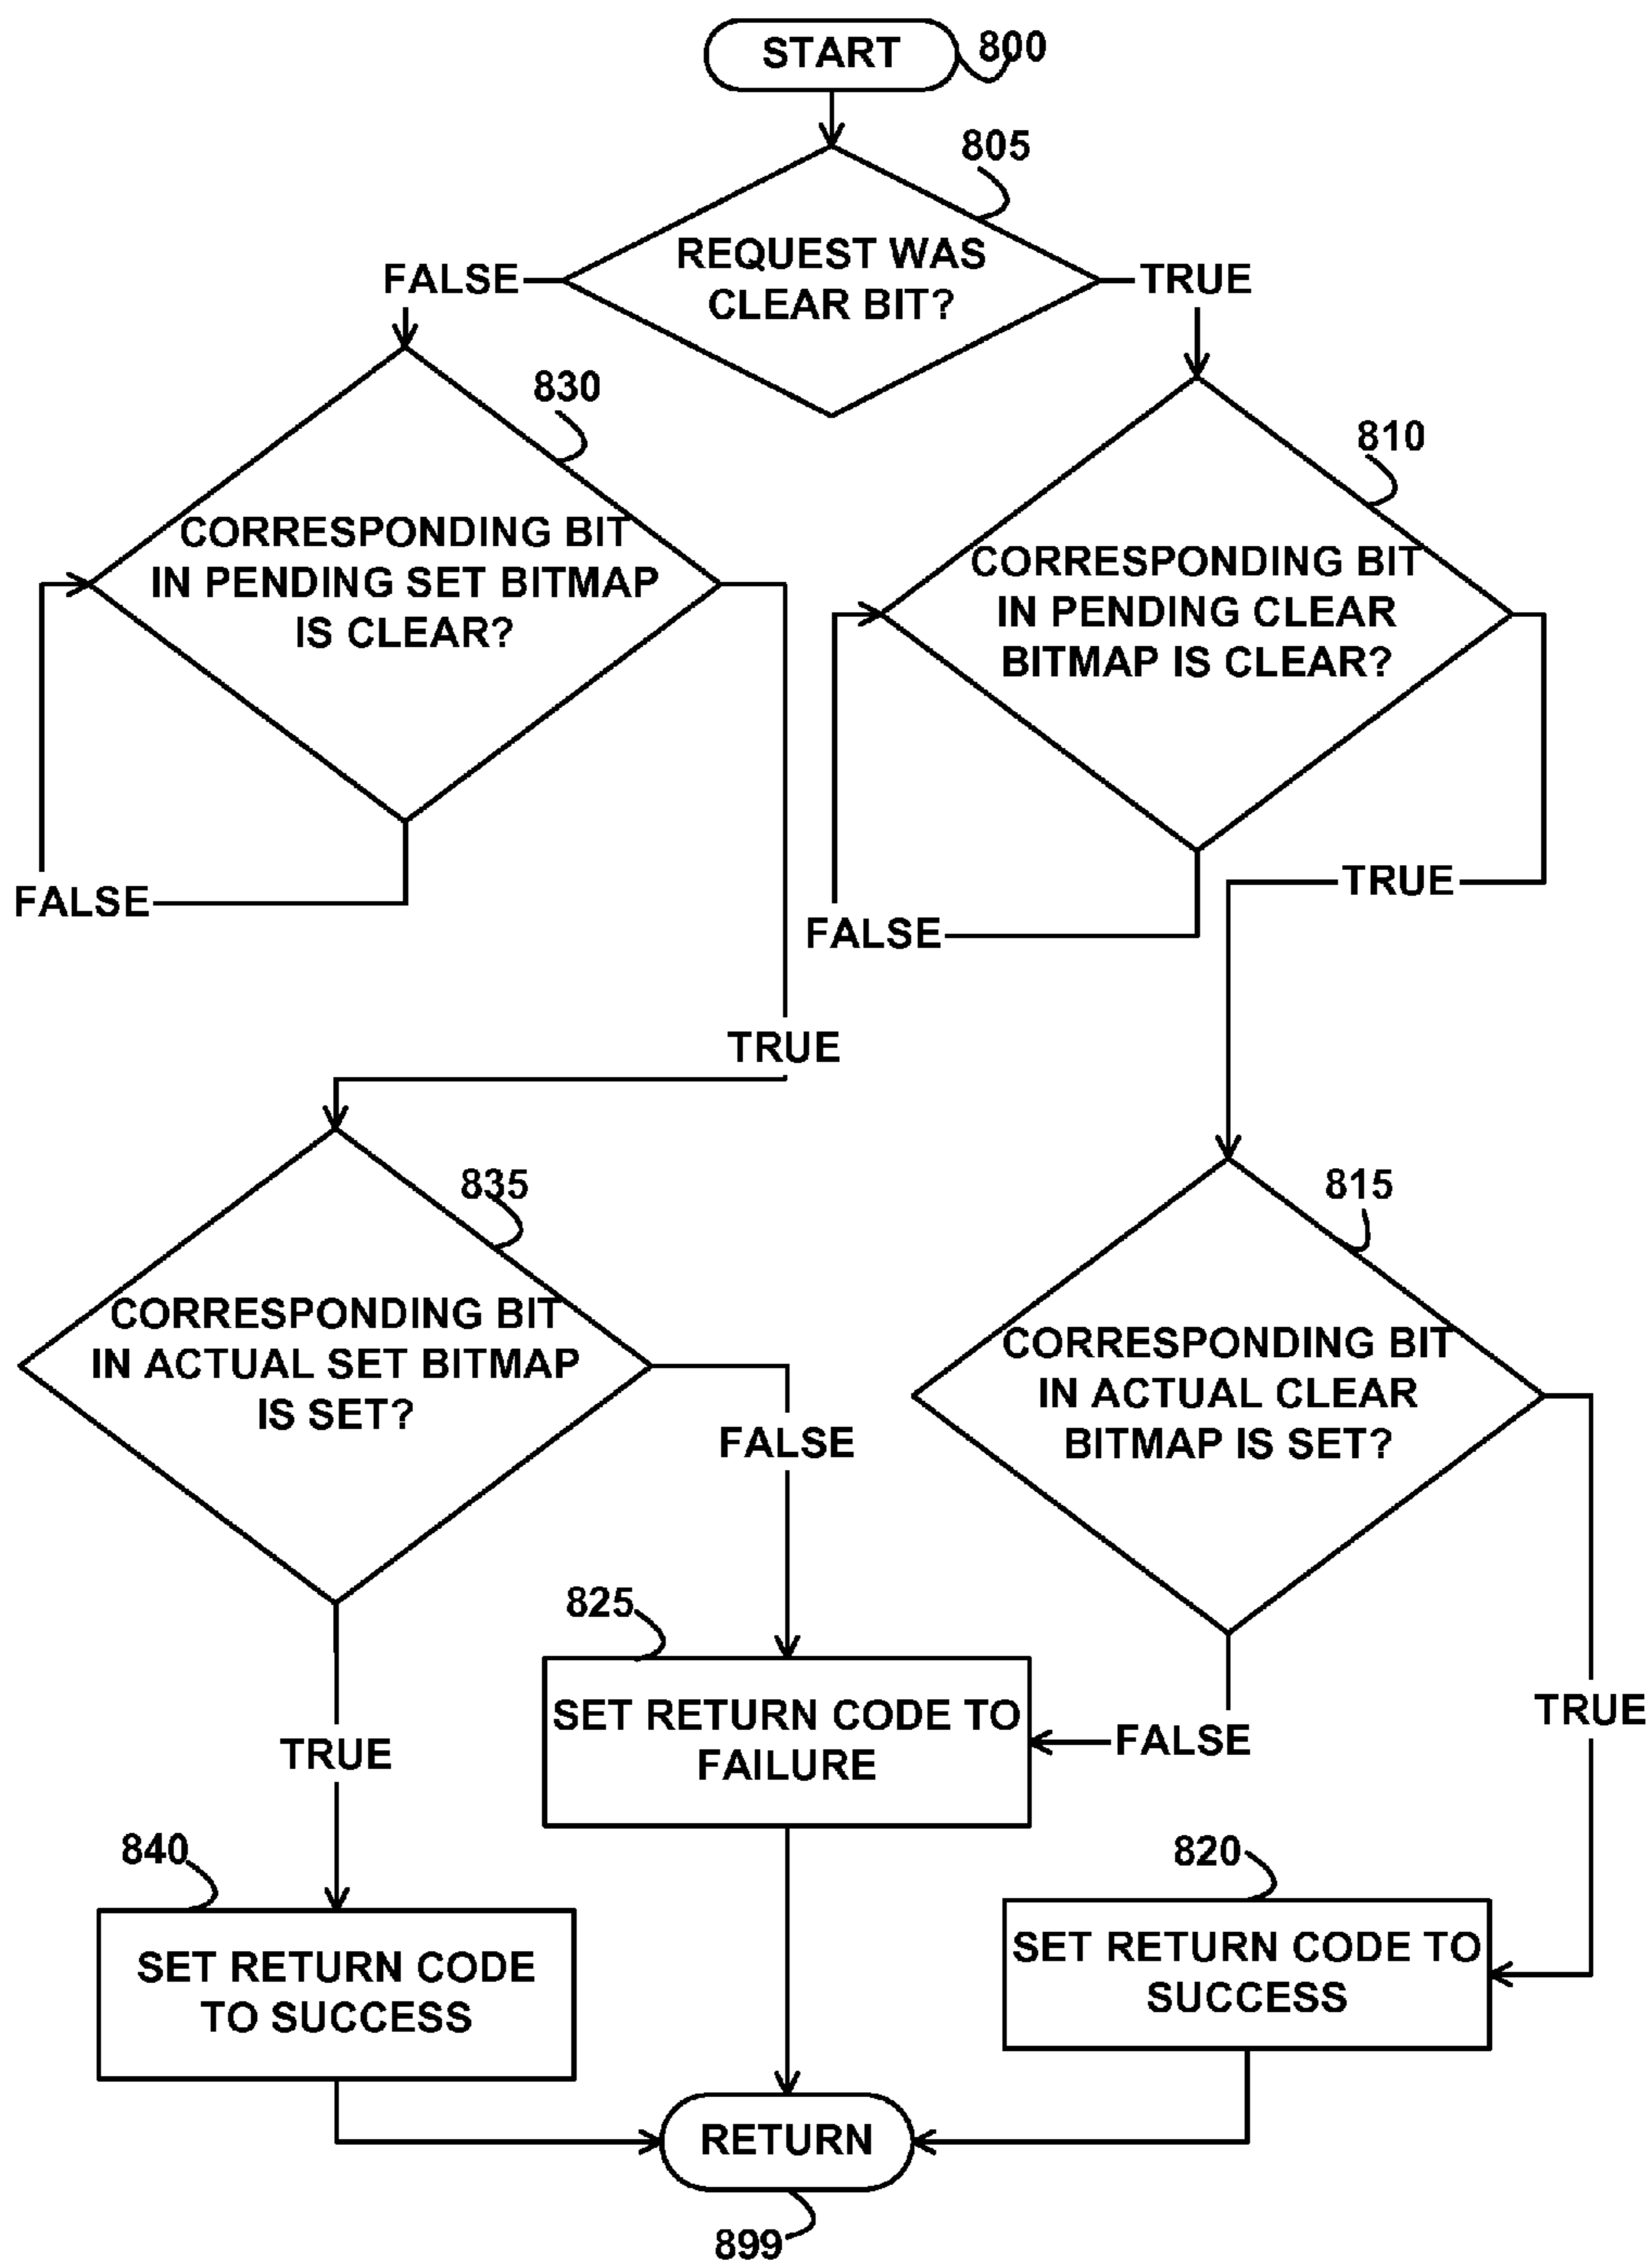 START
800
805
REQUEST WAS
CLEAR BIT?
FALSE
TRUE
830
CORRESPONDING BIT
IN PENDING SET BITMAP
IS CLEAR?
810
CORRESPONDING BIT
IN PENDING CLEAR
BITMAP IS CLEAR?
FALSE
TRUE
FALSE
TRUE
835
CORRESPONDING BIT
IN ACTUAL SET BITMAP
IS SET?
815
CORRESPONDING BIT
IN ACTUAL CLEAR
BITMAP IS SET?
FALSE
825
SET RETURN CODE TO
FAILURE
FALSE
TRUE
TRUE
840
SET RETURN CODE
TO SUCCESS
820
SET RETURN CODE TO
SUCCESS
RETURN
899